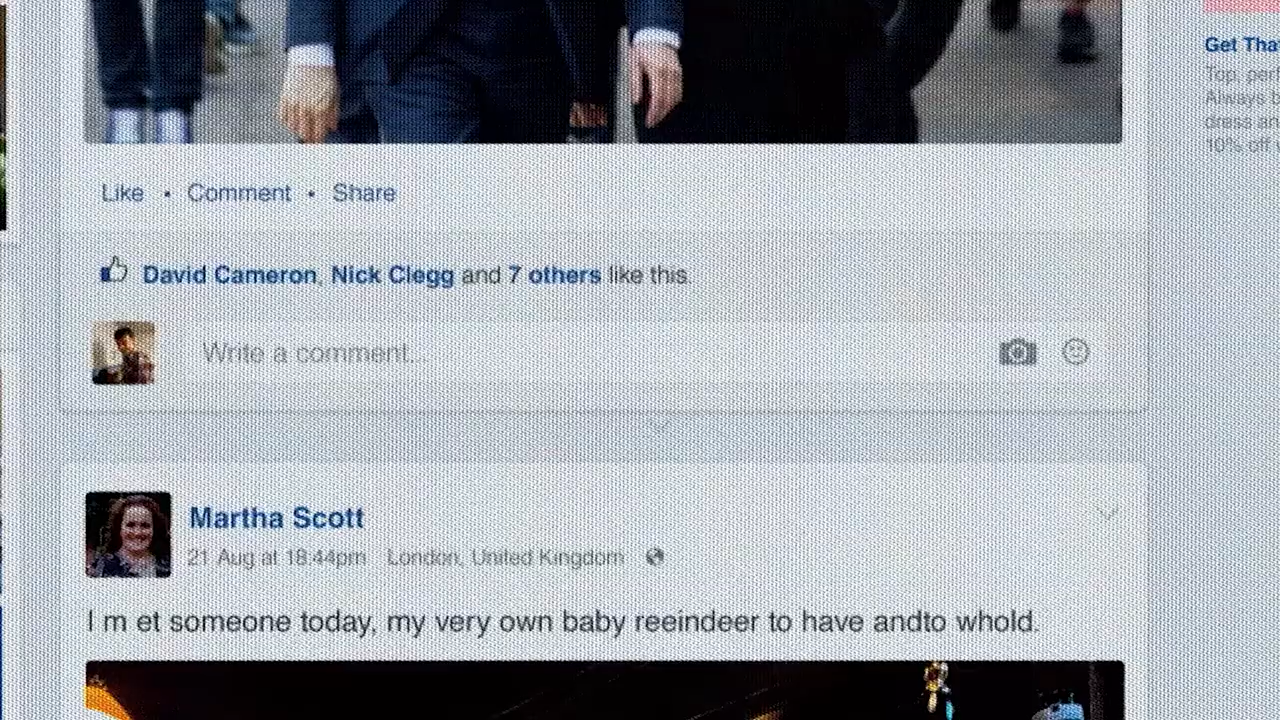 Get Tha
Top, per
Always
dress an
10% off
Like • Comment • Share
David Cameron, Nick Clegg and 7 others like this.
Write a comment...
Martha Scott
21 Aug at 18:44pm London, United Kingdom
I m et someone today, my very own baby reeindeer to have andto whold.